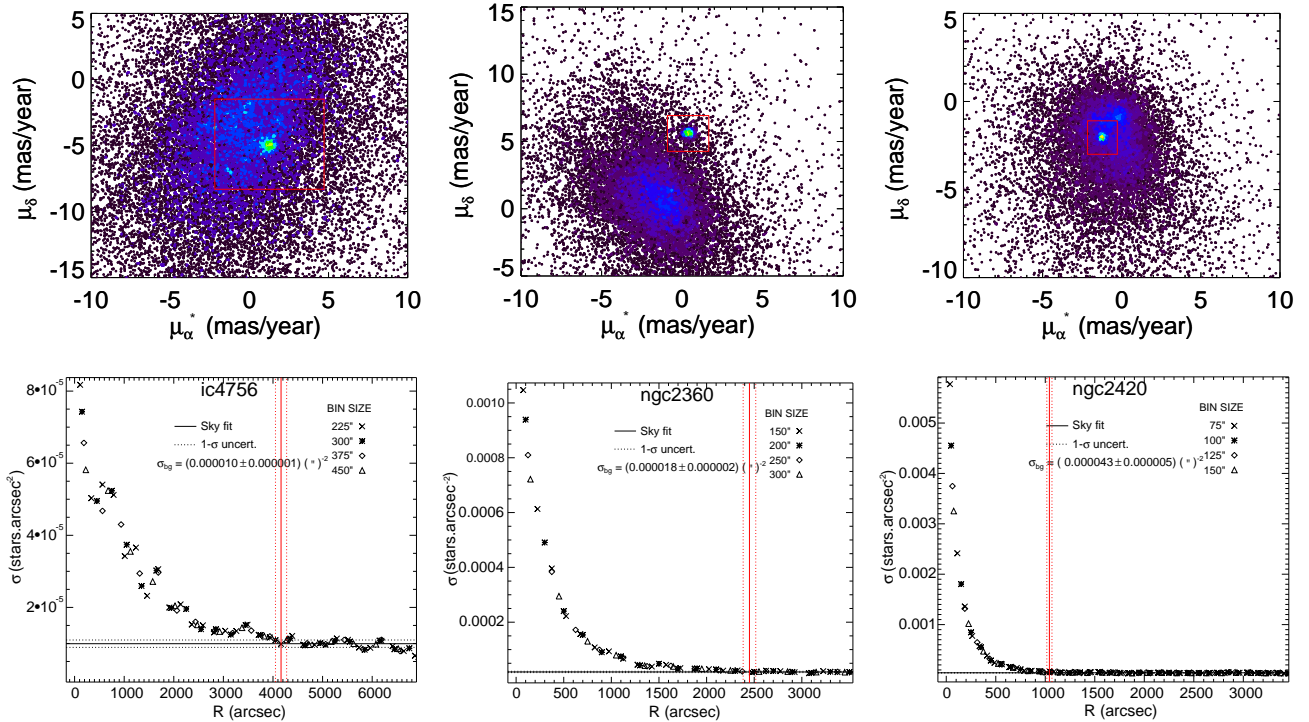 5
0
-5
-10
-15
μδ (mas/year)
-10 -5 0 5 10
μα* (mas/year)
15
10
5
0
-5
μδ (mas/year)
-10 -5 0 5 10
μα* (mas/year)
5
0
-5
-10
μδ (mas/year)
-10 -5 0 5 10
μα* (mas/year)
ic4756
8•10-5
6•10-5
4•10-5
2•10-5
σ (stars.arcsec-2)
Sky fit
1-σ uncert.
σbg = (0.000010±0.000001) (")-2
BIN SIZE
225"
300"
375"
450"
0 1000 2000 3000 4000 5000 6000
R (arcsec)
ngc2360
0.0010
0.0008
0.0006
0.0004
0.0002
σ (stars.arcsec-2)
Sky fit
1-σ uncert.
σbg = (0.000018±0.000002) (")-2
BIN SIZE
150"
200"
250"
300"
0 500 1000 1500 2000 2500 3000
R (arcsec)
ngc2420
0.005
0.004
0.003
0.002
0.001
σ (stars.arcsec-2)
Sky fit
1-σ uncert.
σbg = ( 0.000043±0.000005) (")-2
BIN SIZE
75"
100"
125"
150"
0 500 1000 1500 2000 2500 3000
R (arcsec)